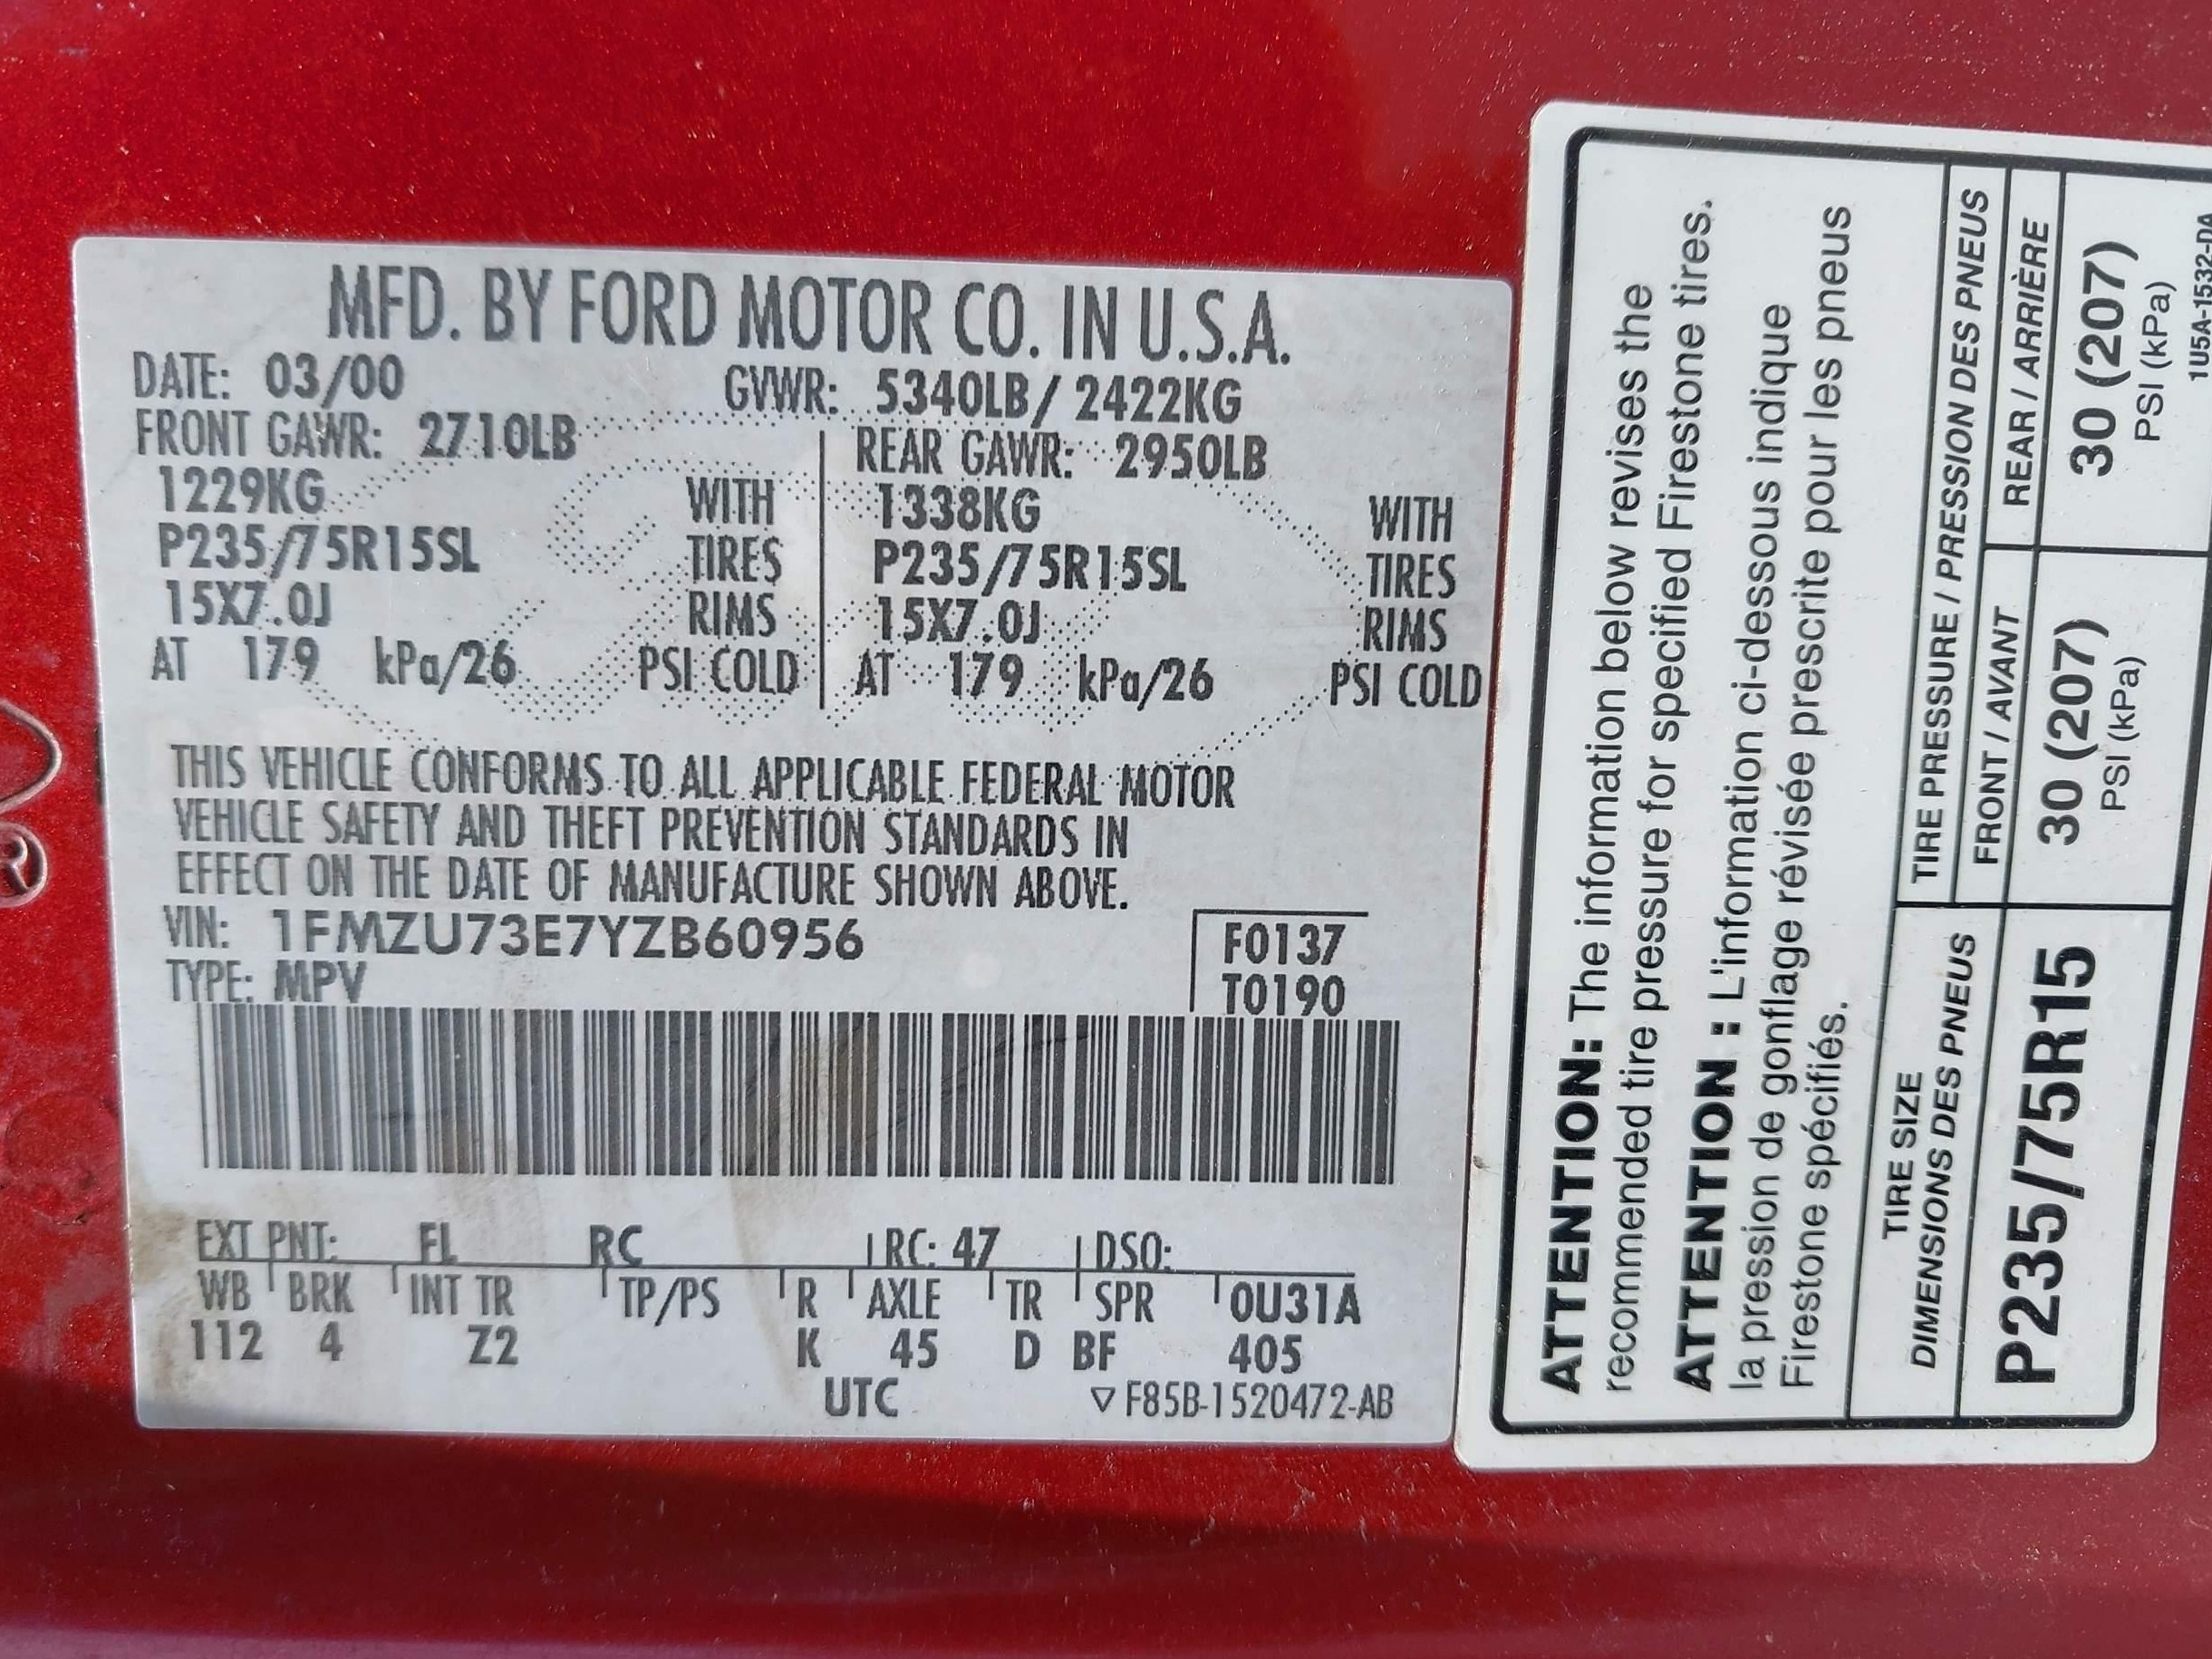 MFD. BY FORD MOTOR CO. IN U.S.A.
DATE: 03/00 GVWR: 5340LB/ 2422KG
FRONT GAWR: 2710LB REAR GAWR: 2950LB
1229KG WITH 1338KG WITH
P235/75R15SL TIRES P235/75R15SL TIRES
15X7.0J RIMS 15X7.0J RIMS
AT 179 kPa/26 PSI COLD AT 179 kPa/26 PSI COLD
THIS VEHICLE CONFORMS TO ALL APPLICABLE FEDERAL MOTOR
VEHICLE SAFETY AND THEFT PREVENTION STANDARDS IN
EFFECT ON THE DATE OF MANUFACTURE SHOWN ABOVE.
VIN: 1FMZU73E7YZB60956 F0137
TYPE: MPV T0190
EXT PNT: FL RC RC: 47 DSO:
WB BRK INT TR TP/PS R AXLE TR SPR 0U31A
112 4 Z2 K 45 D BF 405
UTC ▽ F85B-1520472-AB
ATTENTION: The information below revises the
recommended tire pressure for specified Firestone tires.
ATTENTION : L'information ci-dessous indique
la pression de gonflage révisée prescrite pour les pneus
Firestone spécifiés.
TIRE SIZE
DIMENSIONS DES PNEUS
TIRE PRESSURE / PRESSION DES PNEUS
FRONT / AVANT REAR / ARRIÈRE
P235/75R15 30 (207) 30 (207)
PSI (kPa) PSI (kPa)
1U5A-1532-DA